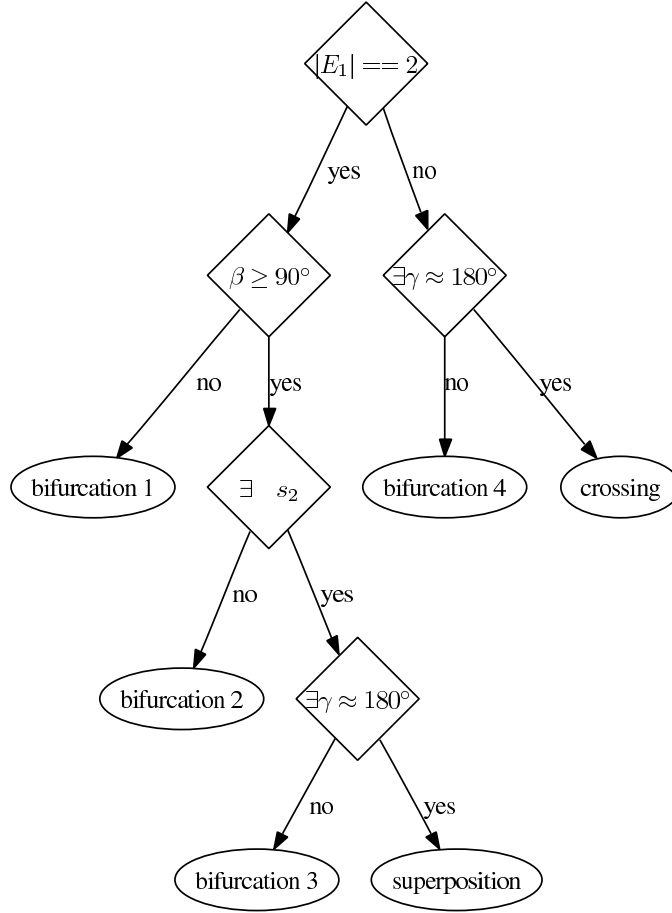 |E₁| == 2
yes
no
β ≥ 90°
∃γ ≈ 180°
no
yes
no
yes
bifurcation 1
∃ s₂
bifurcation 4
crossing
no
yes
bifurcation 2
∃γ ≈ 180°
no
yes
bifurcation 3
superposition